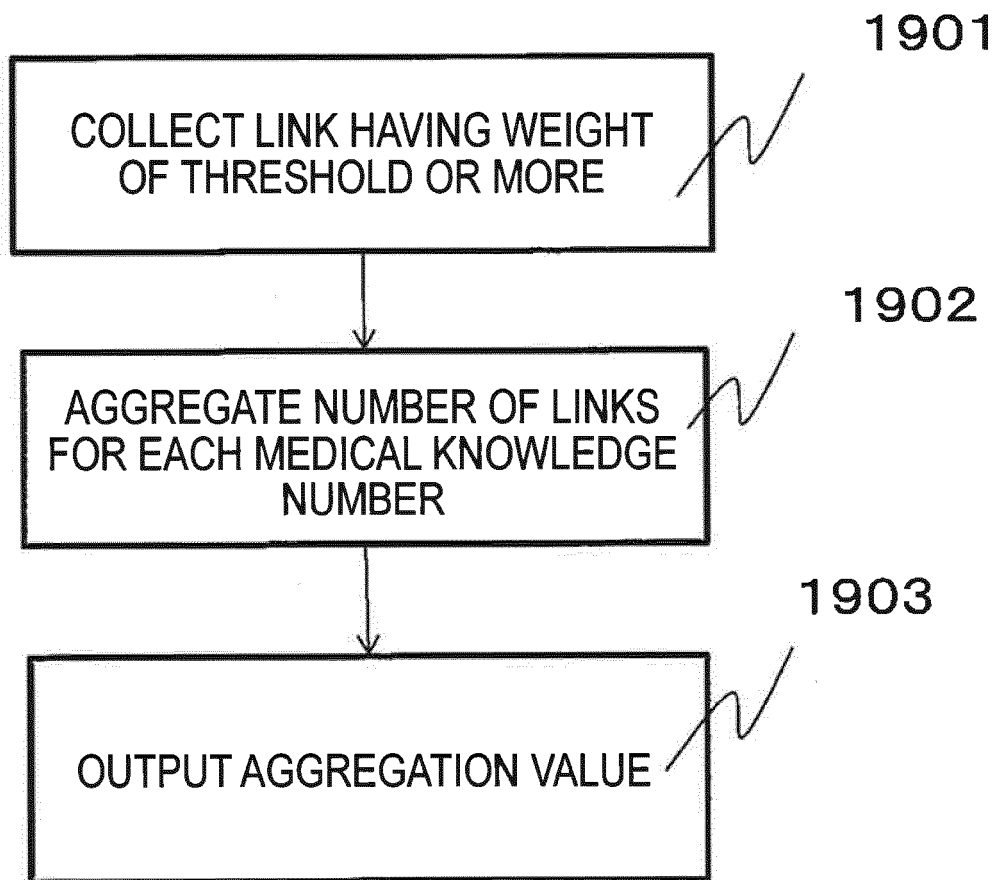 1901
COLLECT LINK HAVING WEIGHT
OF THRESHOLD OR MORE
1902
AGGREGATE NUMBER OF LINKS
FOR EACH MEDICAL KNOWLEDGE
NUMBER
1903
OUTPUT AGGREGATION VALUE